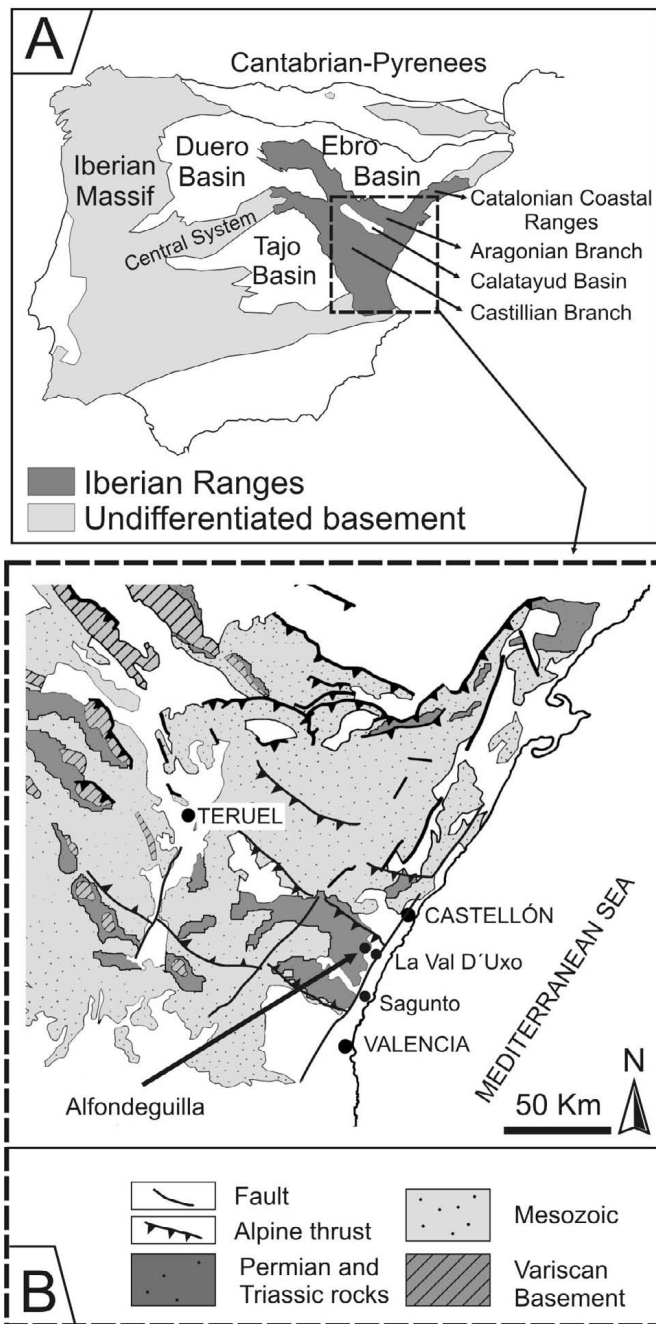 A
Cantabrian-Pyrenees
Iberian
Massif
Duero
Basin
Ebro
Basin
Central System
Tajo
Basin
Catalonian Coastal
Ranges
Aragonian Branch
Calatayud Basin
Castillian Branch
Iberian Ranges
Undifferentiated basement
TERUEL
CASTELLÓN
La Val D´Uxo
Sagunto
VALENCIA
Alfondeguilla
MEDITERRANEAN SEA
N
50 Km
Fault
Alpine thrust
Permian and
Triassic rocks
Mesozoic
Variscan
Basement
B